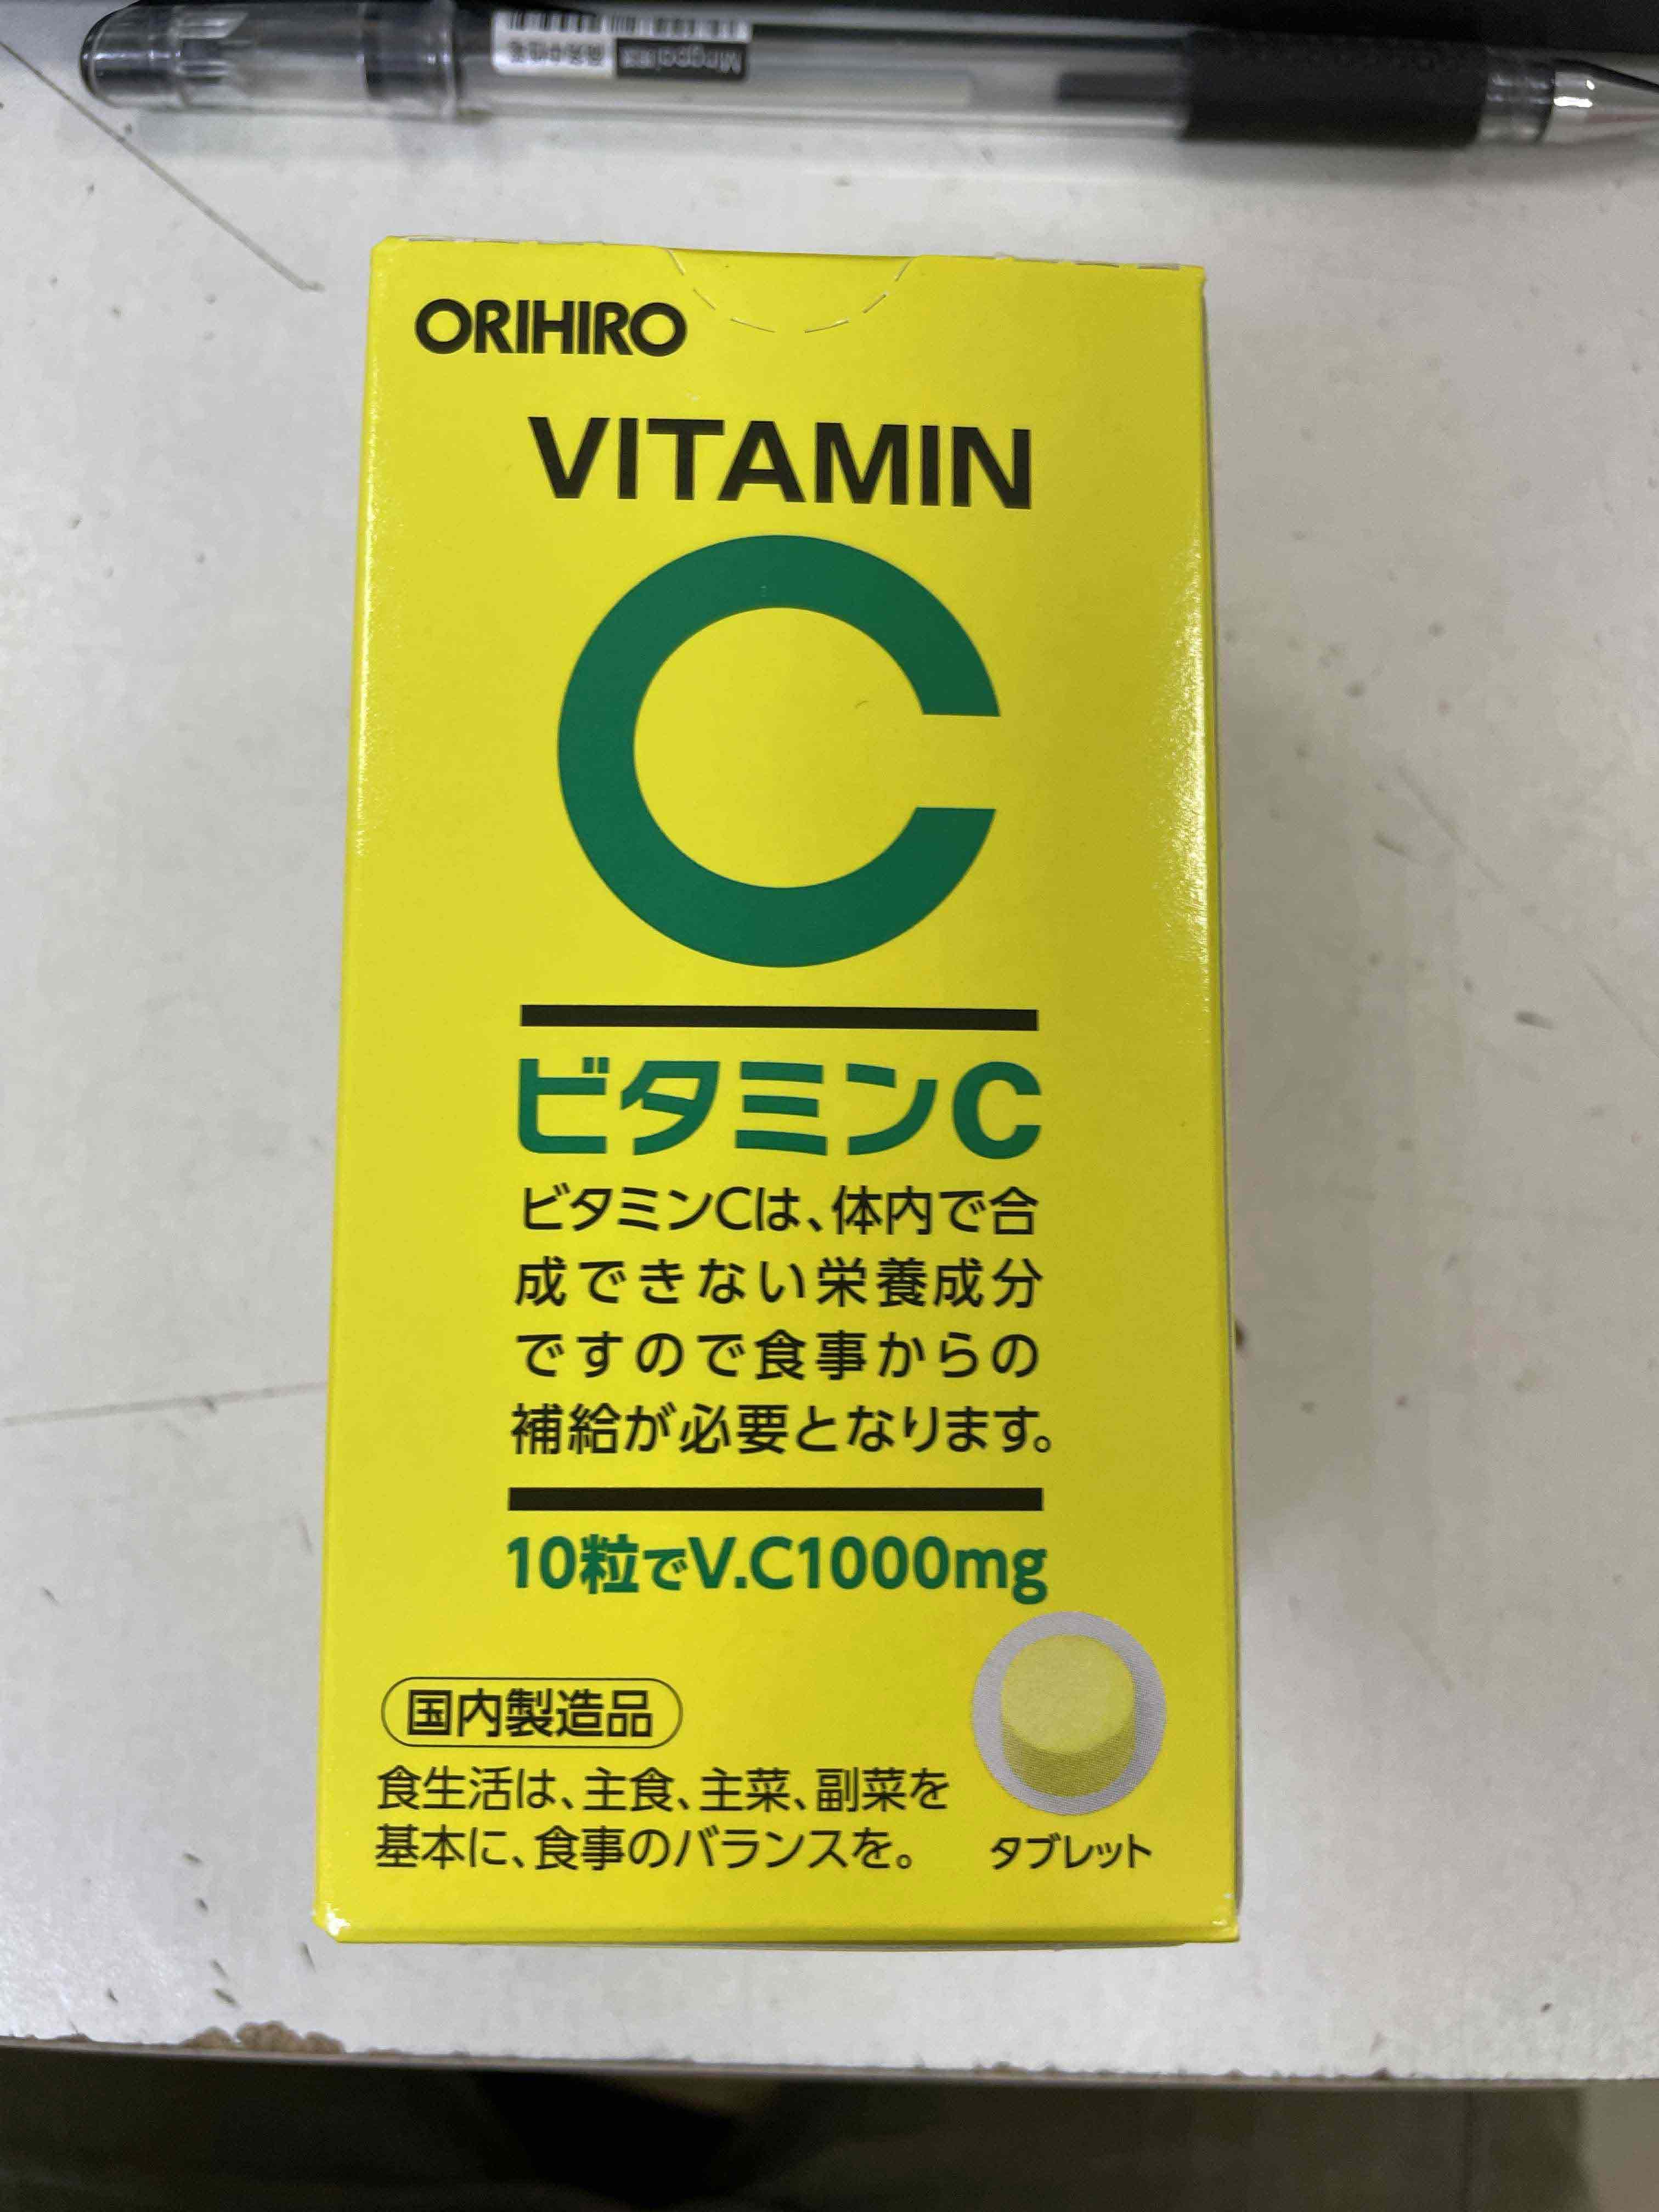 ORIHIRO
VITAMIN
C
ビタミンC
ビタミンCは、体内で合
成できない栄養成分
ですので食事からの
補給が必要となります。
10粒でV.C1000mg
国内製造品
食生活は、主食、主菜、副菜を
基本に、食事のバランスを。
タブレット